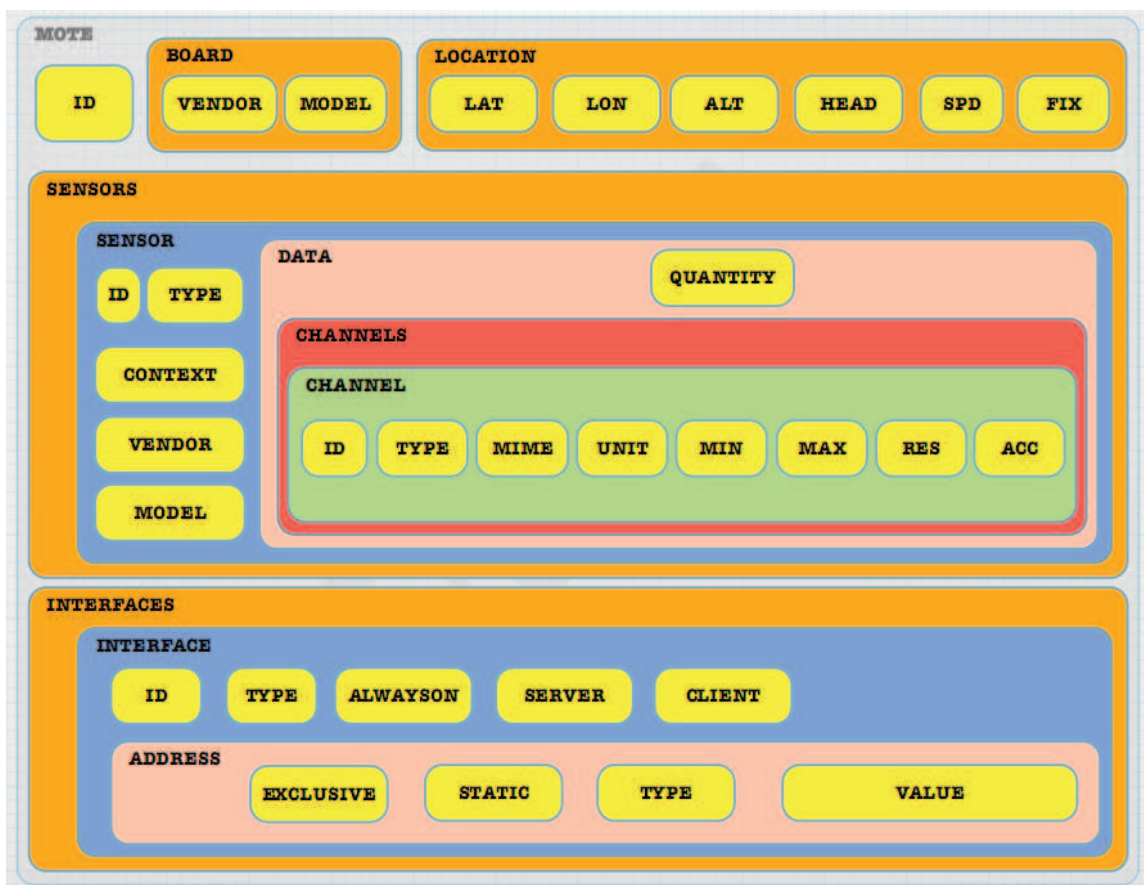 MOTE
BOARD
LOCATION
ID
VENDOR MODEL
LAT LON ALT HEAD SPD FIX
SENSORS
SENSOR
DATA
QUANTITY
ID TYPE
CHANNELS
CONTEXT
CHANNEL
VENDOR
ID TYPE MIME UNIT MIN MAX RES ACC
MODEL
INTERFACES
INTERFACE
ID TYPE ALWAYSON SERVER CLIENT
ADDRESS
EXCLUSIVE STATIC TYPE VALUE